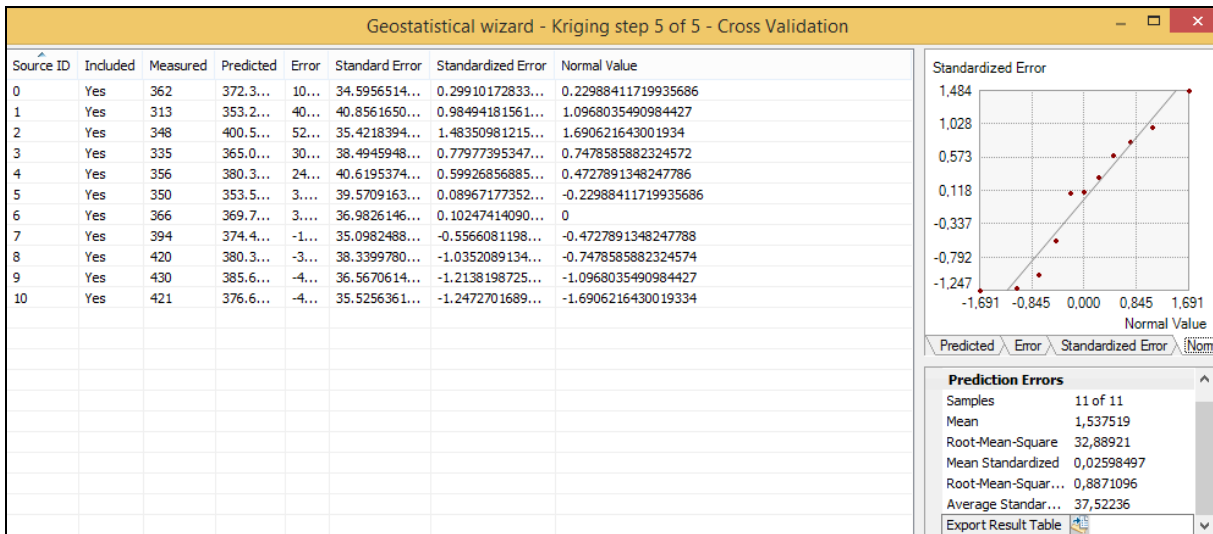 Geostatistical wizard - Kriging step 5 of 5 - Cross Validation
Source ID Included Measured Predicted Error Standard Error Standardized Error Normal Value
0 Yes 362 372.3... 10... 34.5956514... 0.29910172833... 0.22988411719935686
1 Yes 313 353.2... 40... 40.8561650... 0.98494181561... 1.0968035490984427
2 Yes 348 400.5... 52... 35.4218394... 1.48350981215... 1.690621643001934
3 Yes 335 365.0... 30... 38.4945948... 0.77977395347... 0.7478585882324572
4 Yes 356 380.3... 24... 40.6195374... 0.59926856885... 0.4727891348247786
5 Yes 350 353.5... 3.... 39.5709163... 0.08967177352... -0.22988411719935686
6 Yes 366 369.7... 3.... 36.9826146... 0.10247414090... 0
7 Yes 394 374.4... -1... 35.0982488... -0.5566081198... -0.4727891348247788
8 Yes 420 380.3... -3... 38.3399780... -1.0352089134... -0.7478585882324574
9 Yes 430 385.6... -4... 36.5670614... -1.2138198725... -1.0968035490984427
10 Yes 421 376.6... -4... 35.5256361... -1.2472701689... -1.6906216430019334
Standardized Error
1,484
1,028
0,573
0,118
-0,337
-0,792
-1,247
-1,691 -0,845 0,000 0,845 1,691
Normal Value
Predicted Error Standardized Error Norm
Prediction Errors
Samples 11 of 11
Mean 1,537519
Root-Mean-Square 32,88921
Mean Standardized 0,02598497
Root-Mean-Squar... 0,8871096
Average Standar... 37,52236
Export Result Table